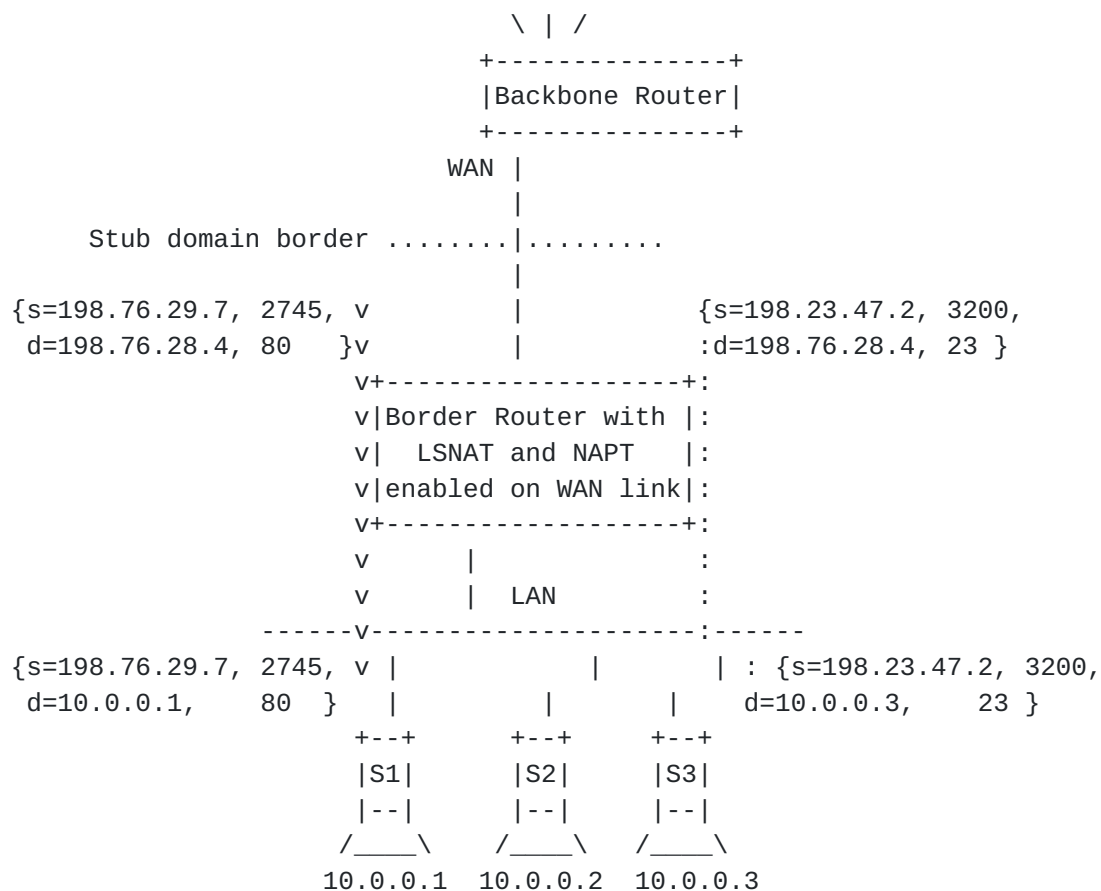 \ | /
+---------------+
|Backbone Router|
+---------------+
WAN |
|
Stub domain border ........|.........
|
{s=198.76.29.7, 2745, v | {s=198.23.47.2, 3200,
d=198.76.28.4, 80 }v | :d=198.76.28.4, 23 }
v+------------------+:
v|Border Router with |:
v| LSNAT and NAPT |:
v|enabled on WAN link|:
v+------------------+:
v | :
v | LAN :
------v---------------------:------
{s=198.76.29.7, 2745, v | | | : {s=198.23.47.2, 3200,
d=10.0.0.1, 80 } | | | d=10.0.0.3, 23 }
+--+ +--+ +--+
|S1| |S2| |S3|
|--| |--| |--|
/____\ /____\ /____\
10.0.0.1 10.0.0.2 10.0.0.3